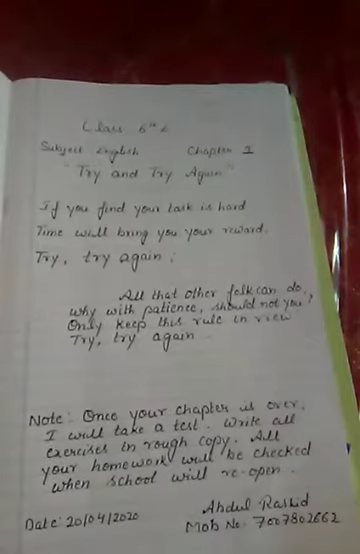 Class 6th E
Subject English Chapter 1
"Try and Try Again"
If you find your task is hard
Time will bring you your reward.
Try, try again;
All that other folk can do,
why with patience, should not you?
Only keep this rule in view
Try, try again.
Note: Once your chapter is over,
I will take a test. Write all
exercises in rough copy. All
your homework will be checked
when school will re-open.
Date: 20/04/2020
Abdul Rashid
Mob No: 7007802662